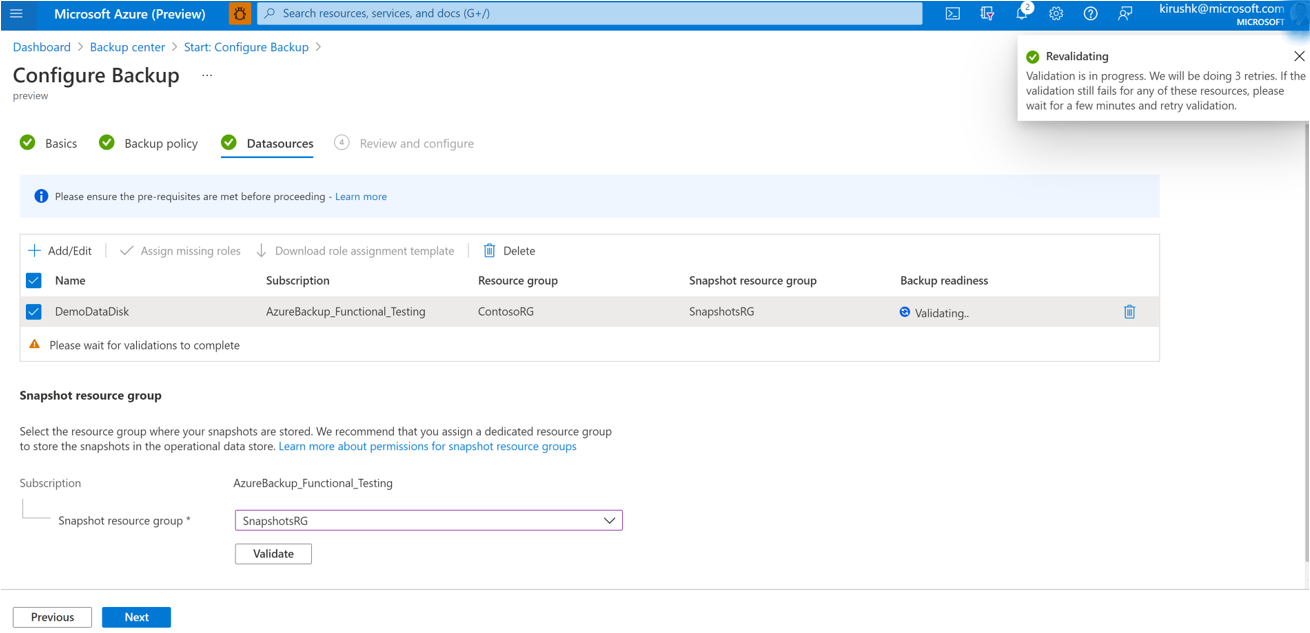 Microsoft Azure (Preview)
Search resources, services, and docs (G+/)
2
kirushk@microsoft.com
MICROSOFT
Dashboard > Backup center > Start: Configure Backup >
Configure Backup ...
preview
Revalidating
Validation is in progress. We will be doing 3 retries. If the
validation still fails for any of these resources, please
wait for a few minutes and retry validation.
Basics Backup policy Datasources 4 Review and configure
Please ensure the pre-requisites are met before proceeding - Learn more
Add/Edit Assign missing roles Download role assignment template Delete
Name Subscription Resource group Snapshot resource group Backup readiness
DemoDataDisk AzureBackup_Functional_Testing ContosoRG SnapshotsRG Validating..
Please wait for validations to complete
Snapshot resource group
Select the resource group where your snapshots are stored. We recommend that you assign a dedicated resource group
to store the snapshots in the operational data store. Learn more about permissions for snapshot resource groups
Subscription AzureBackup_Functional_Testing
Snapshot resource group * SnapshotsRG
Validate
Previous Next